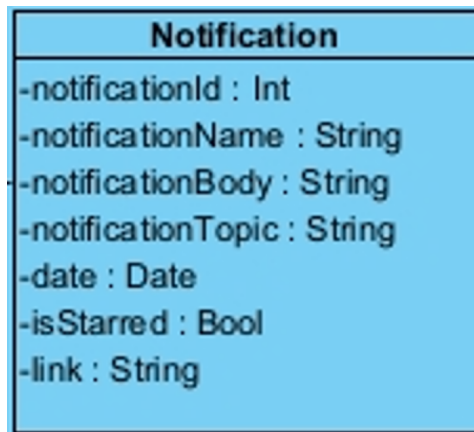 Notification
-notificationId : Int
-notificationName : String
-notificationBody : String
-notificationTopic : String
-date : Date
-isStarred : Bool
-link : String